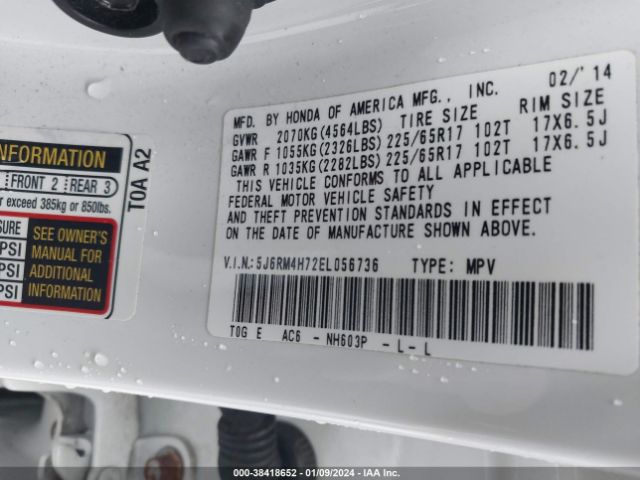 MFD. BY HONDA OF AMERICA MFG., INC. 02/'14
GVWR 2070KG(4564LBS) TIRE SIZE RIM SIZE
GAWR F 1055KG(2326LBS) 225/65R17 102T 17X6.5J
GAWR R 1035KG(2282LBS) 225/65R17 102T 17X6.5J
THIS VEHICLE CONFORMS TO ALL APPLICABLE
FEDERAL MOTOR VEHICLE SAFETY
AND THEFT PREVENTION STANDARDS IN EFFECT
ON THE DATE OF MANUFACTURE SHOWN ABOVE.
V.I.N.:5J6RM4H72EL056736 TYPE: MPV
T0G E AC6 - NH603P - L - L
NFORMATION
FRONT 2 REAR 3
r exceed 385kg or 850lbs.
SURE
PSI
PSI
PSI
SEE OWNER'S
MANUAL FOR
ADDITIONAL
INFORMATION
T0A A2
000-38418652 - 01/09/2024 - IAA Inc.